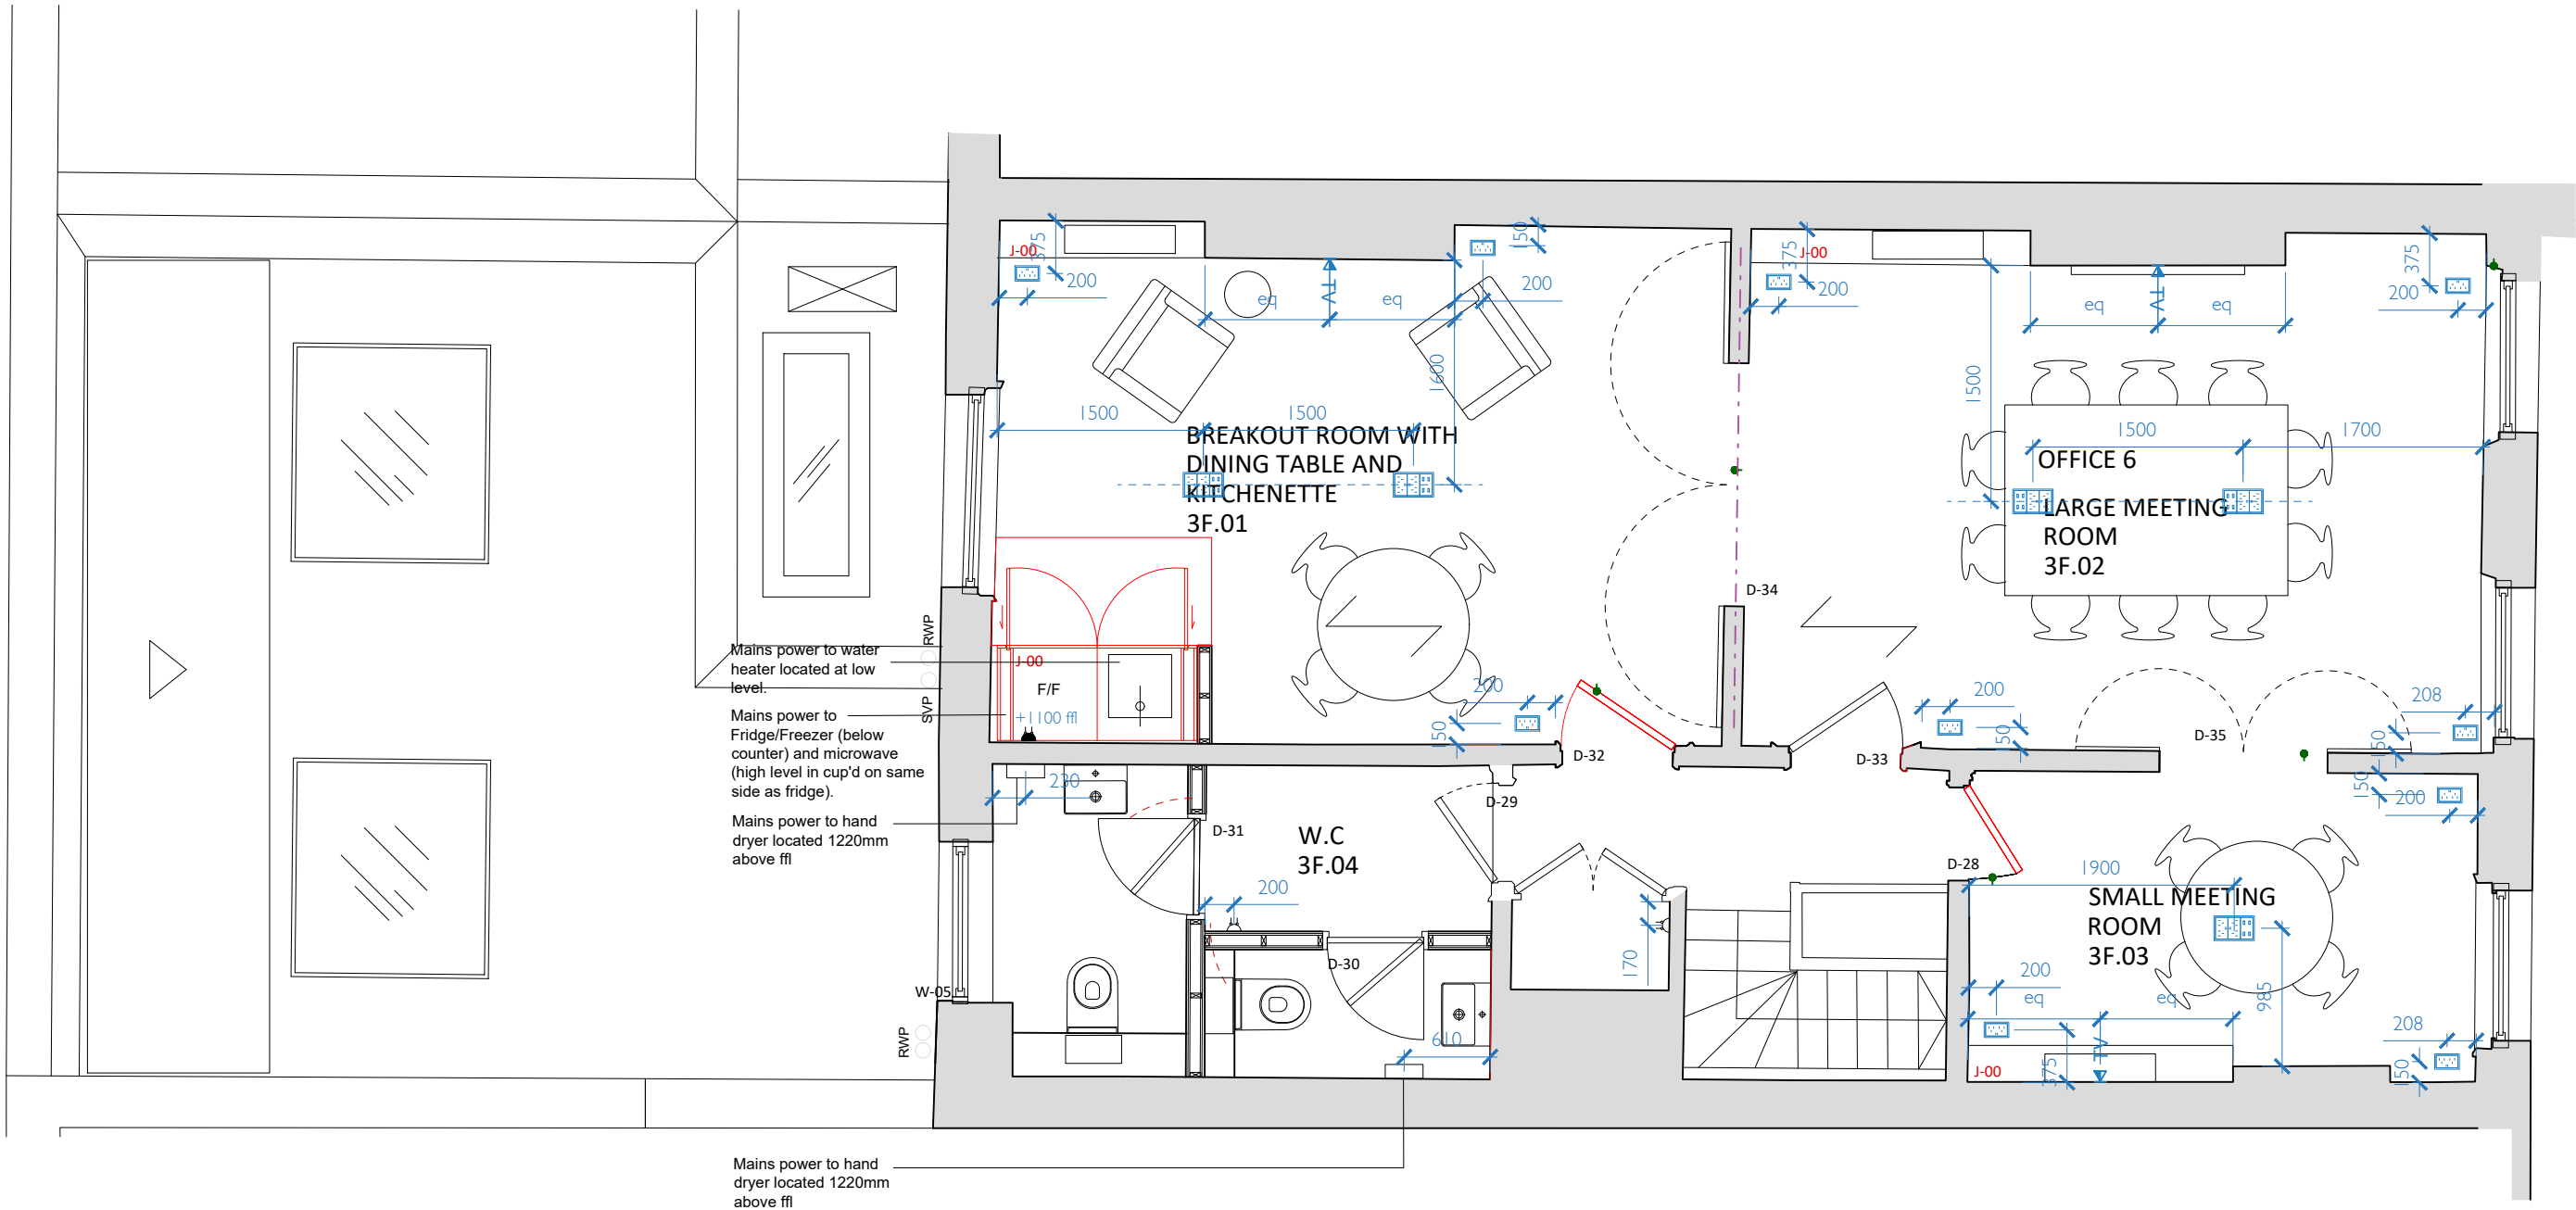 150
375
J-00
200
200
eq
TV
eq
1600
1500
1500
BREAKOUT ROOM WITH
DINING TABLE AND
KITCHENETTE
3F.01
375
J-00
200
375
200
eq
TV
eq
1500
1500
1700
OFFICE 6
LARGE MEETING
ROOM
3F.02
D-34
RWP
SVP
Mains power to water
heater located at low
level.
Mains power to
Fridge/Freezer (below
counter) and microwave
(high level in cup'd on same
side as fridge).
Mains power to hand
dryer located 1220mm
above ffl
J-00
F/F
+1100 ffl
200
150
D-32
D-33
200
150
D-35
208
150
150
200
230
D-31
W.C
3F.04
D-29
200
D-30
610
170
W-05
RWP
D-28
1900
SMALL MEETING
ROOM
3F.03
200
eq
eq
985
TV
375
J-00
208
150
Mains power to hand
dryer located 1220mm
above ffl